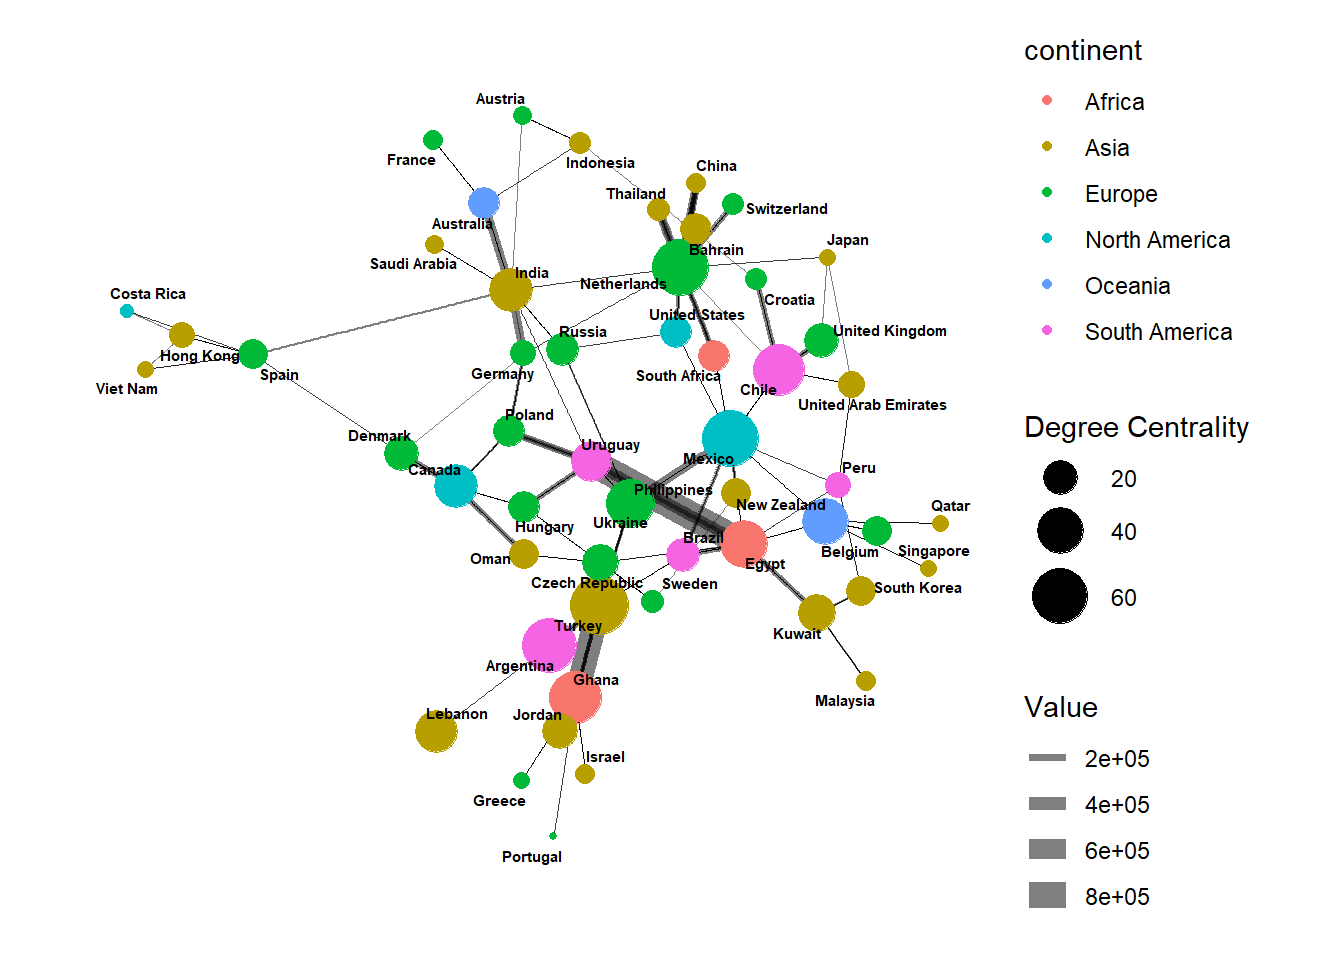 continent
Africa
Asia
Europe
North America
Oceania
South America
Degree Centrality
20
40
60
Value
2e+05
4e+05
6e+05
8e+05
Austria
France
Indonesia
China
Thailand
Switzerland
Australia
Bahrain
Japan
Saudi Arabia
India
Netherlands
Costa Rica
Croatia
United States
Russia
United Kingdom
Hong Kong
Spain
Germany
South Africa
Viet Nam
Chile
United Arab Emirates
Poland
Denmark
Uruguay
Canada
Mexico
Peru
Philippines
New Zealand
Qatar
Hungary
Ukraine
Brazil
Belgium
Singapore
Oman
Egypt
Czech Republic
Sweden
South Korea
Turkey
Kuwait
Argentina
Ghana
Malaysia
Lebanon
Jordan
Israel
Greece
Portugal